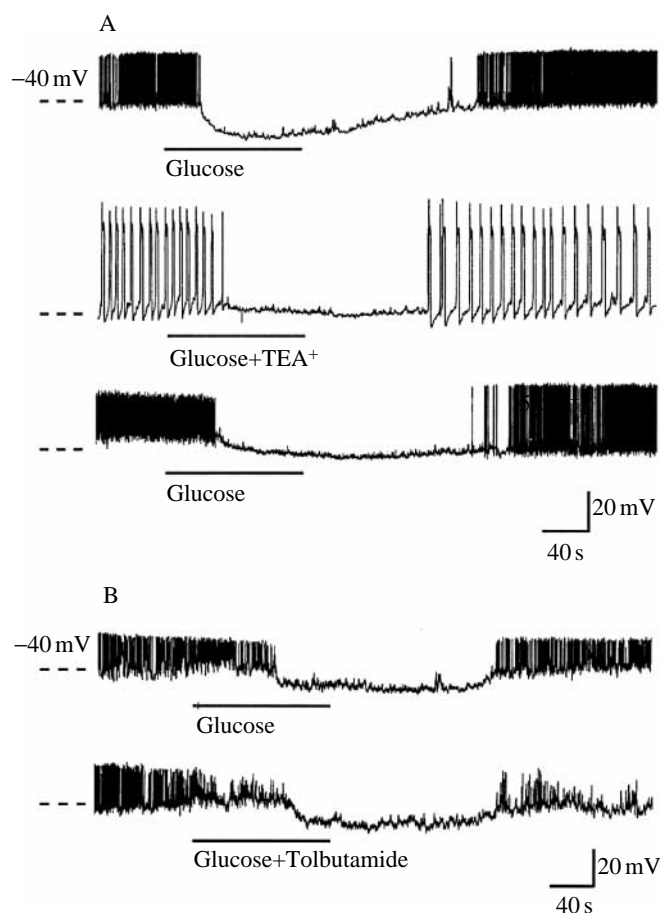 A
–40 mV
Glucose
Glucose+TEA⁺
Glucose
20 mV
40 s
B
–40 mV
Glucose
Glucose+Tolbutamide
20 mV
40 s